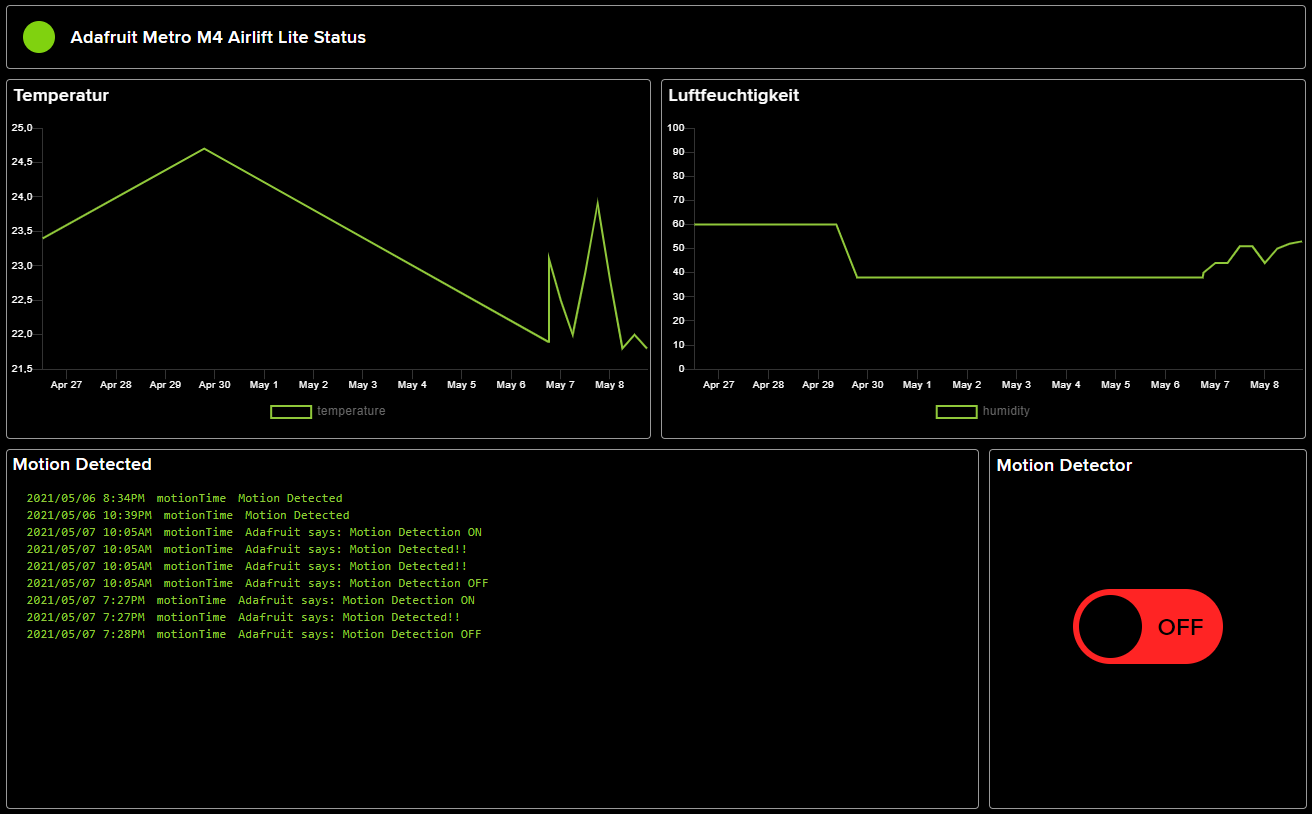 Adafruit Metro M4 Airlift Lite Status
Temperatur
25,0
24,5
24,0
23,5
23,0
22,5
22,0
21,5
Apr 27 Apr 28 Apr 29 Apr 30 May 1 May 2 May 3 May 4 May 5 May 6 May 7 May 8
temperature
Luftfeuchtigkeit
100
90
80
70
60
50
40
30
20
10
0
Apr 27 Apr 28 Apr 29 Apr 30 May 1 May 2 May 3 May 4 May 5 May 6 May 7 May 8
humidity
Motion Detected
2021/05/06 8:34PM motionTime Motion Detected
2021/05/06 10:39PM motionTime Motion Detected
2021/05/07 10:05AM motionTime Adafruit says: Motion Detection ON
2021/05/07 10:05AM motionTime Adafruit says: Motion Detected!!
2021/05/07 10:05AM motionTime Adafruit says: Motion Detected!!
2021/05/07 10:05AM motionTime Adafruit says: Motion Detection OFF
2021/05/07 7:27PM motionTime Adafruit says: Motion Detection ON
2021/05/07 7:27PM motionTime Adafruit says: Motion Detected!!
2021/05/07 7:28PM motionTime Adafruit says: Motion Detection OFF
Motion Detector
OFF